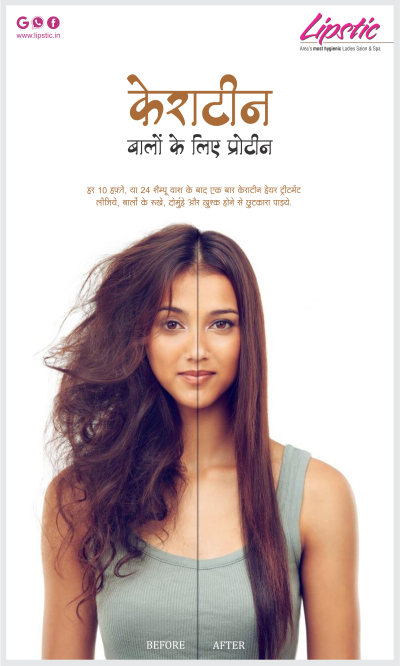 www.lipstic.in
Lipstic
Area's most hygienic Ladies Salon & Spa
केराटीन
बालों के लिए प्रोटीन
हर 10 हफ़्ते, या 24 शैम्पू वाश के बाद एक बार केराटीन हेयर ट्रीटमेंट
लीजिये, बालों के रूखे, दोमुंहे और खुश्क होने से छुटकारा पाइये.
BEFORE AFTER